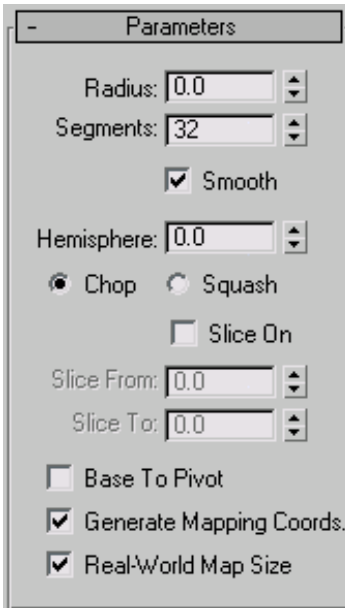 - Parameters
Radius: 0.0
Segments: 32
Smooth
Hemisphere: 0.0
Chop Squash
Slice On
Slice From: 0.0
Slice To: 0.0
Base To Pivot
Generate Mapping Coords.
Real-World Map Size